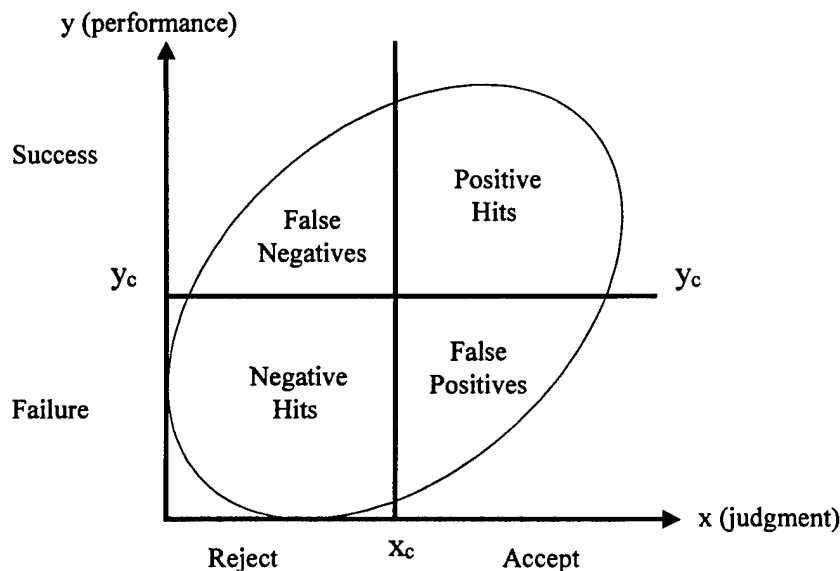 y (performance)
Success
Positive
Hits
False
Negatives
y_c
y_c
False
Positives
Negative
Hits
Failure
x (judgment)
x_c
Reject
Accept